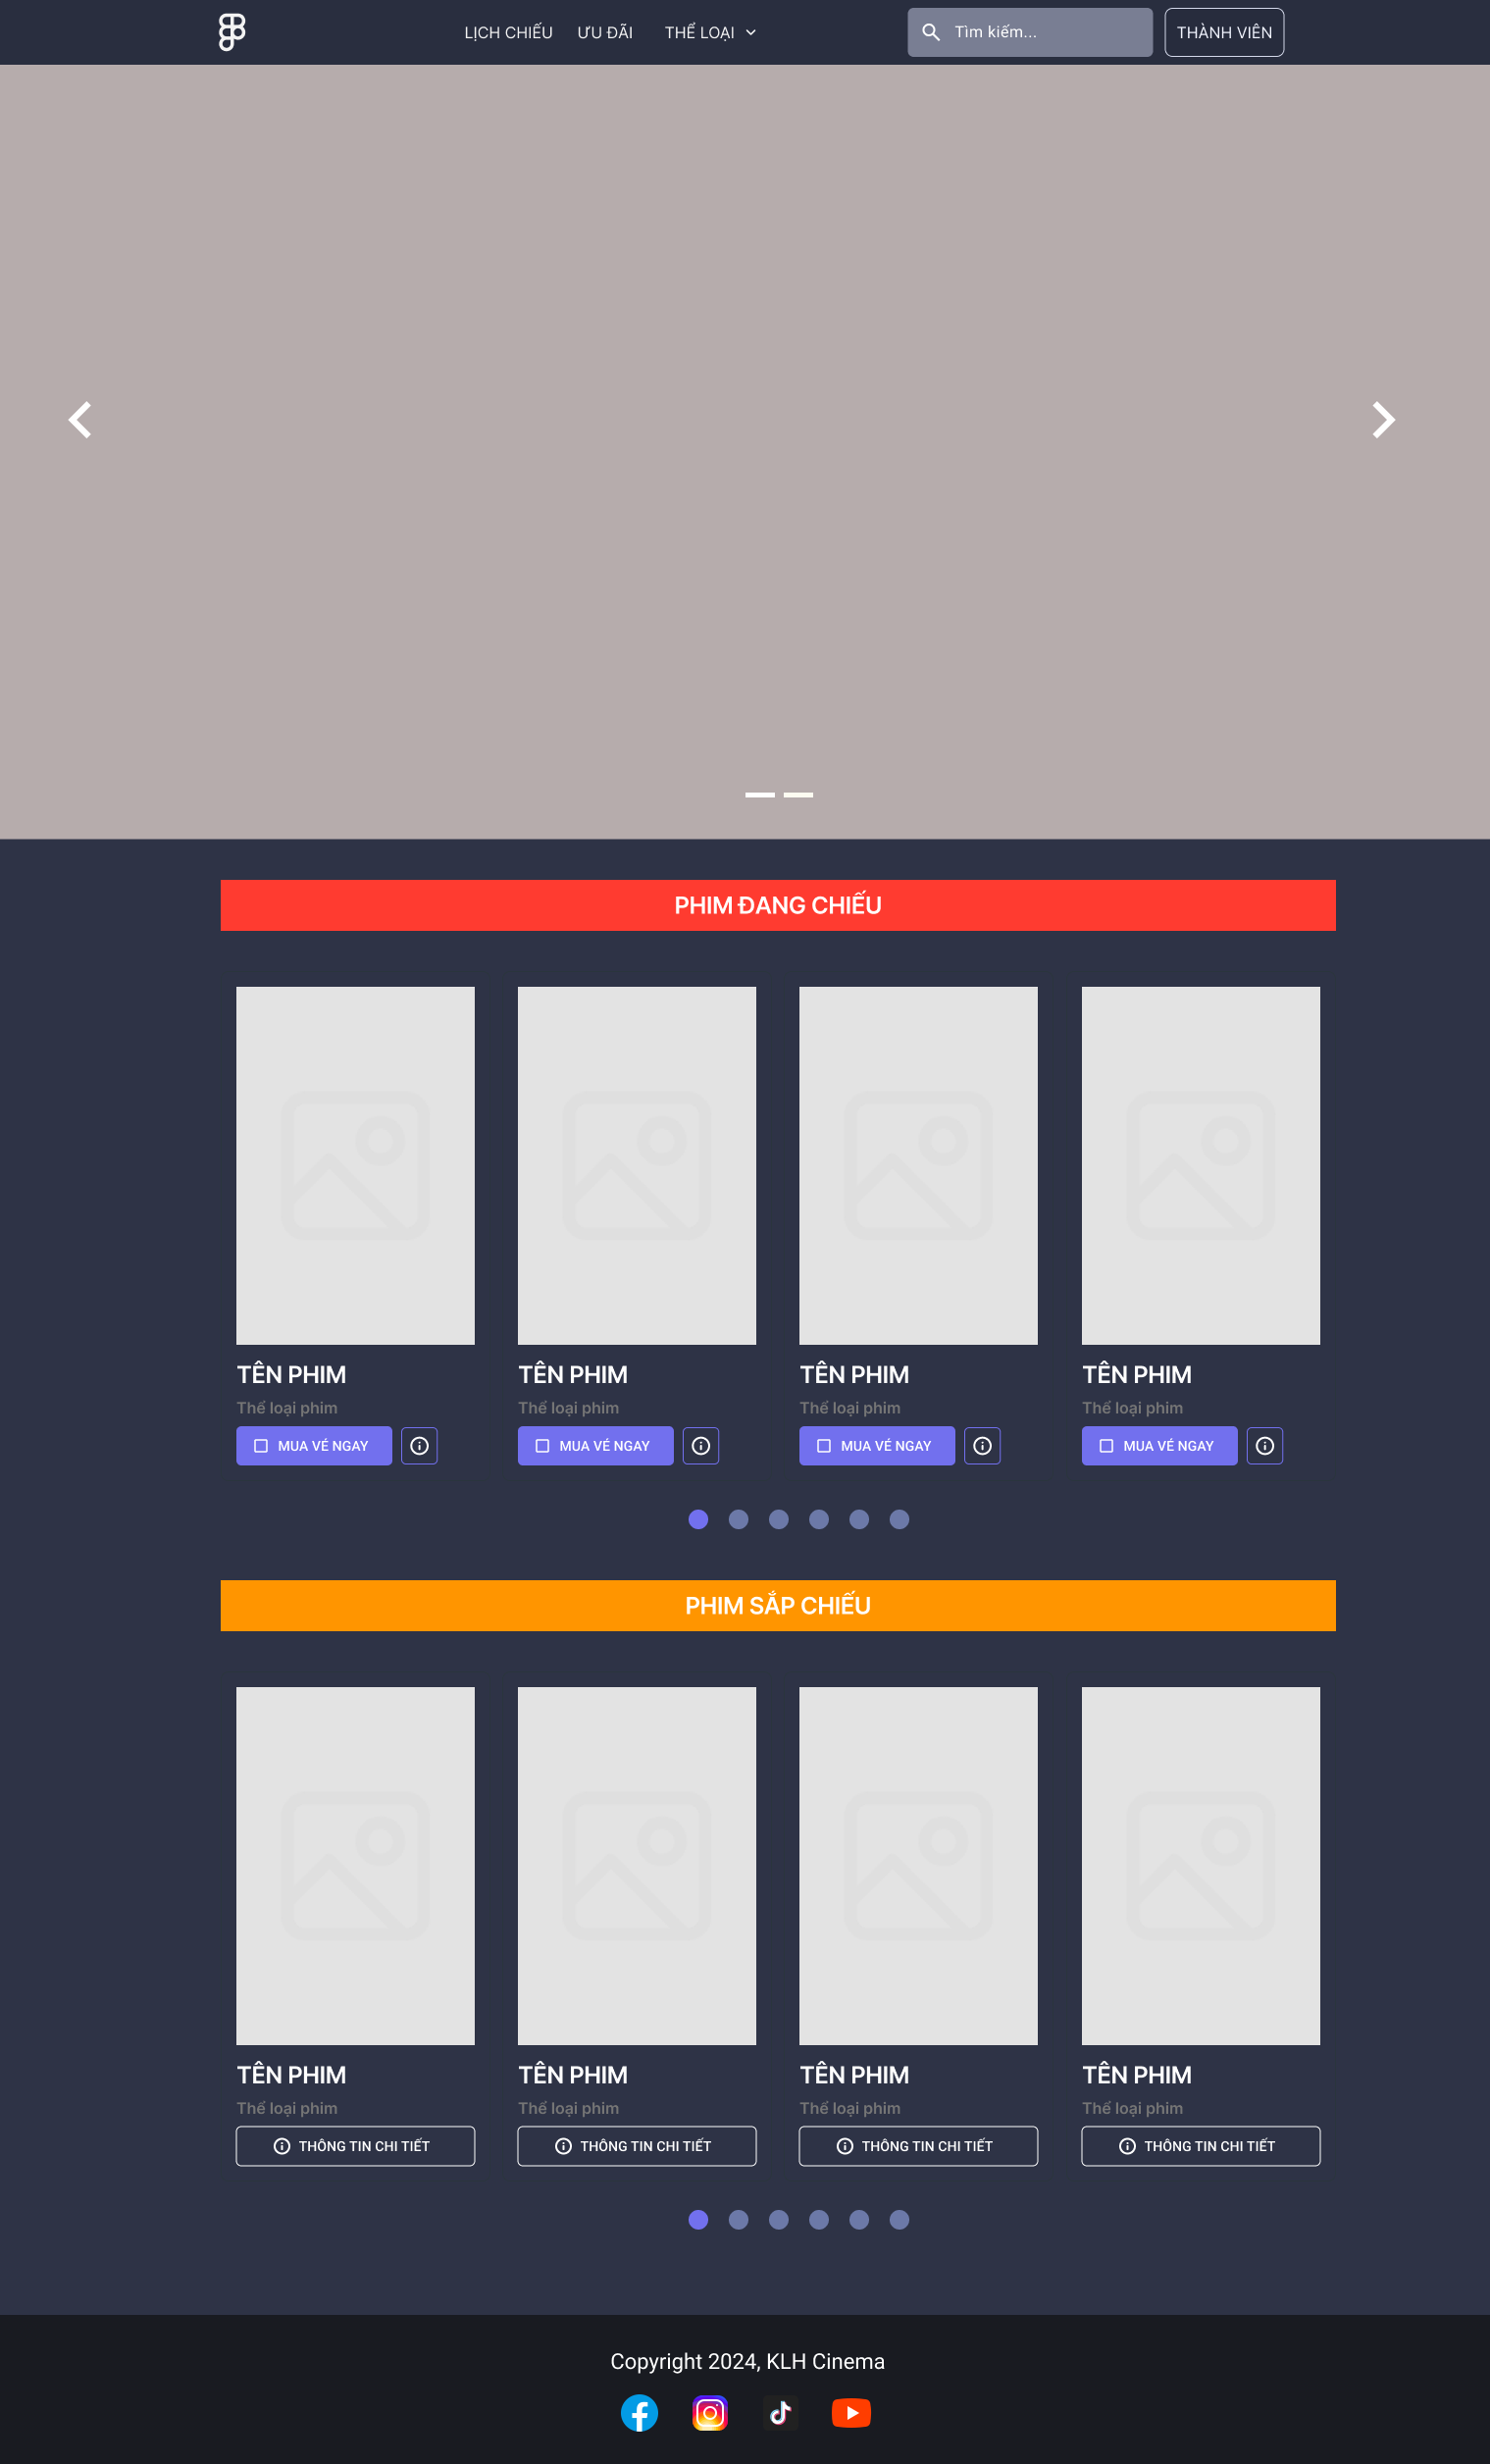 LỊCH CHIẾU ƯU ĐÃI THỂ LOẠI Tìm kiếm... THÀNH VIÊN
PHIM ĐANG CHIẾU
TÊN PHIM TÊN PHIM TÊN PHIM TÊN PHIM
Thể loại phim Thể loại phim Thể loại phim Thể loại phim
MUA VÉ NGAY MUA VÉ NGAY MUA VÉ NGAY MUA VÉ NGAY
PHIM SẮP CHIẾU
TÊN PHIM TÊN PHIM TÊN PHIM TÊN PHIM
Thể loại phim Thể loại phim Thể loại phim Thể loại phim
THÔNG TIN CHI TIẾT THÔNG TIN CHI TIẾT THÔNG TIN CHI TIẾT THÔNG TIN CHI TIẾT
Copyright 2024, KLH Cinema